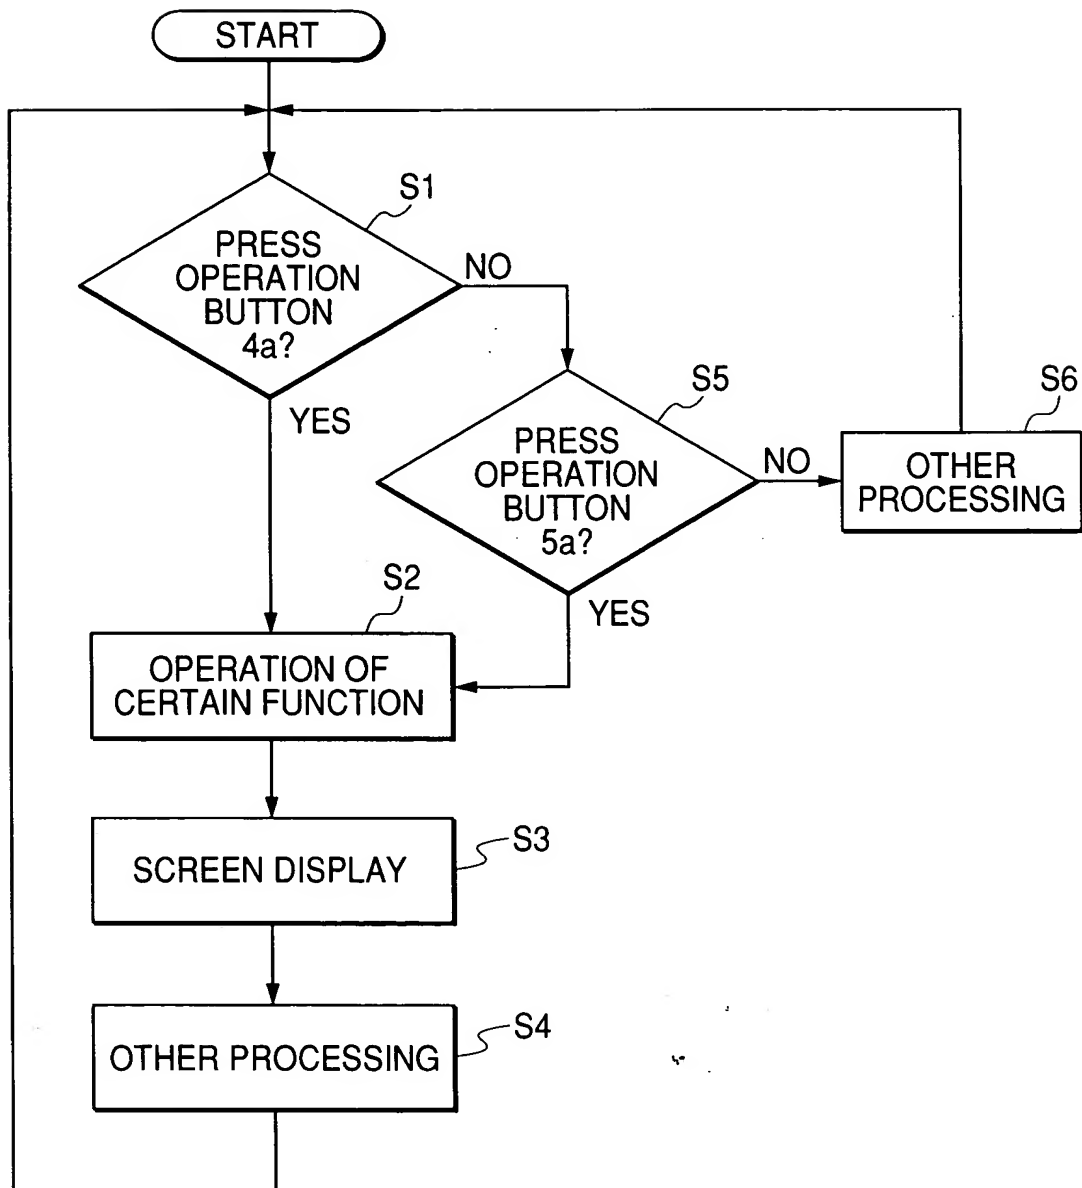 START
S1
PRESS
OPERATION
BUTTON
4a?
NO
YES
S5
PRESS
OPERATION
BUTTON
5a?
NO
YES
S6
OTHER
PROCESSING
S2
OPERATION OF
CERTAIN FUNCTION
S3
SCREEN DISPLAY
S4
OTHER PROCESSING